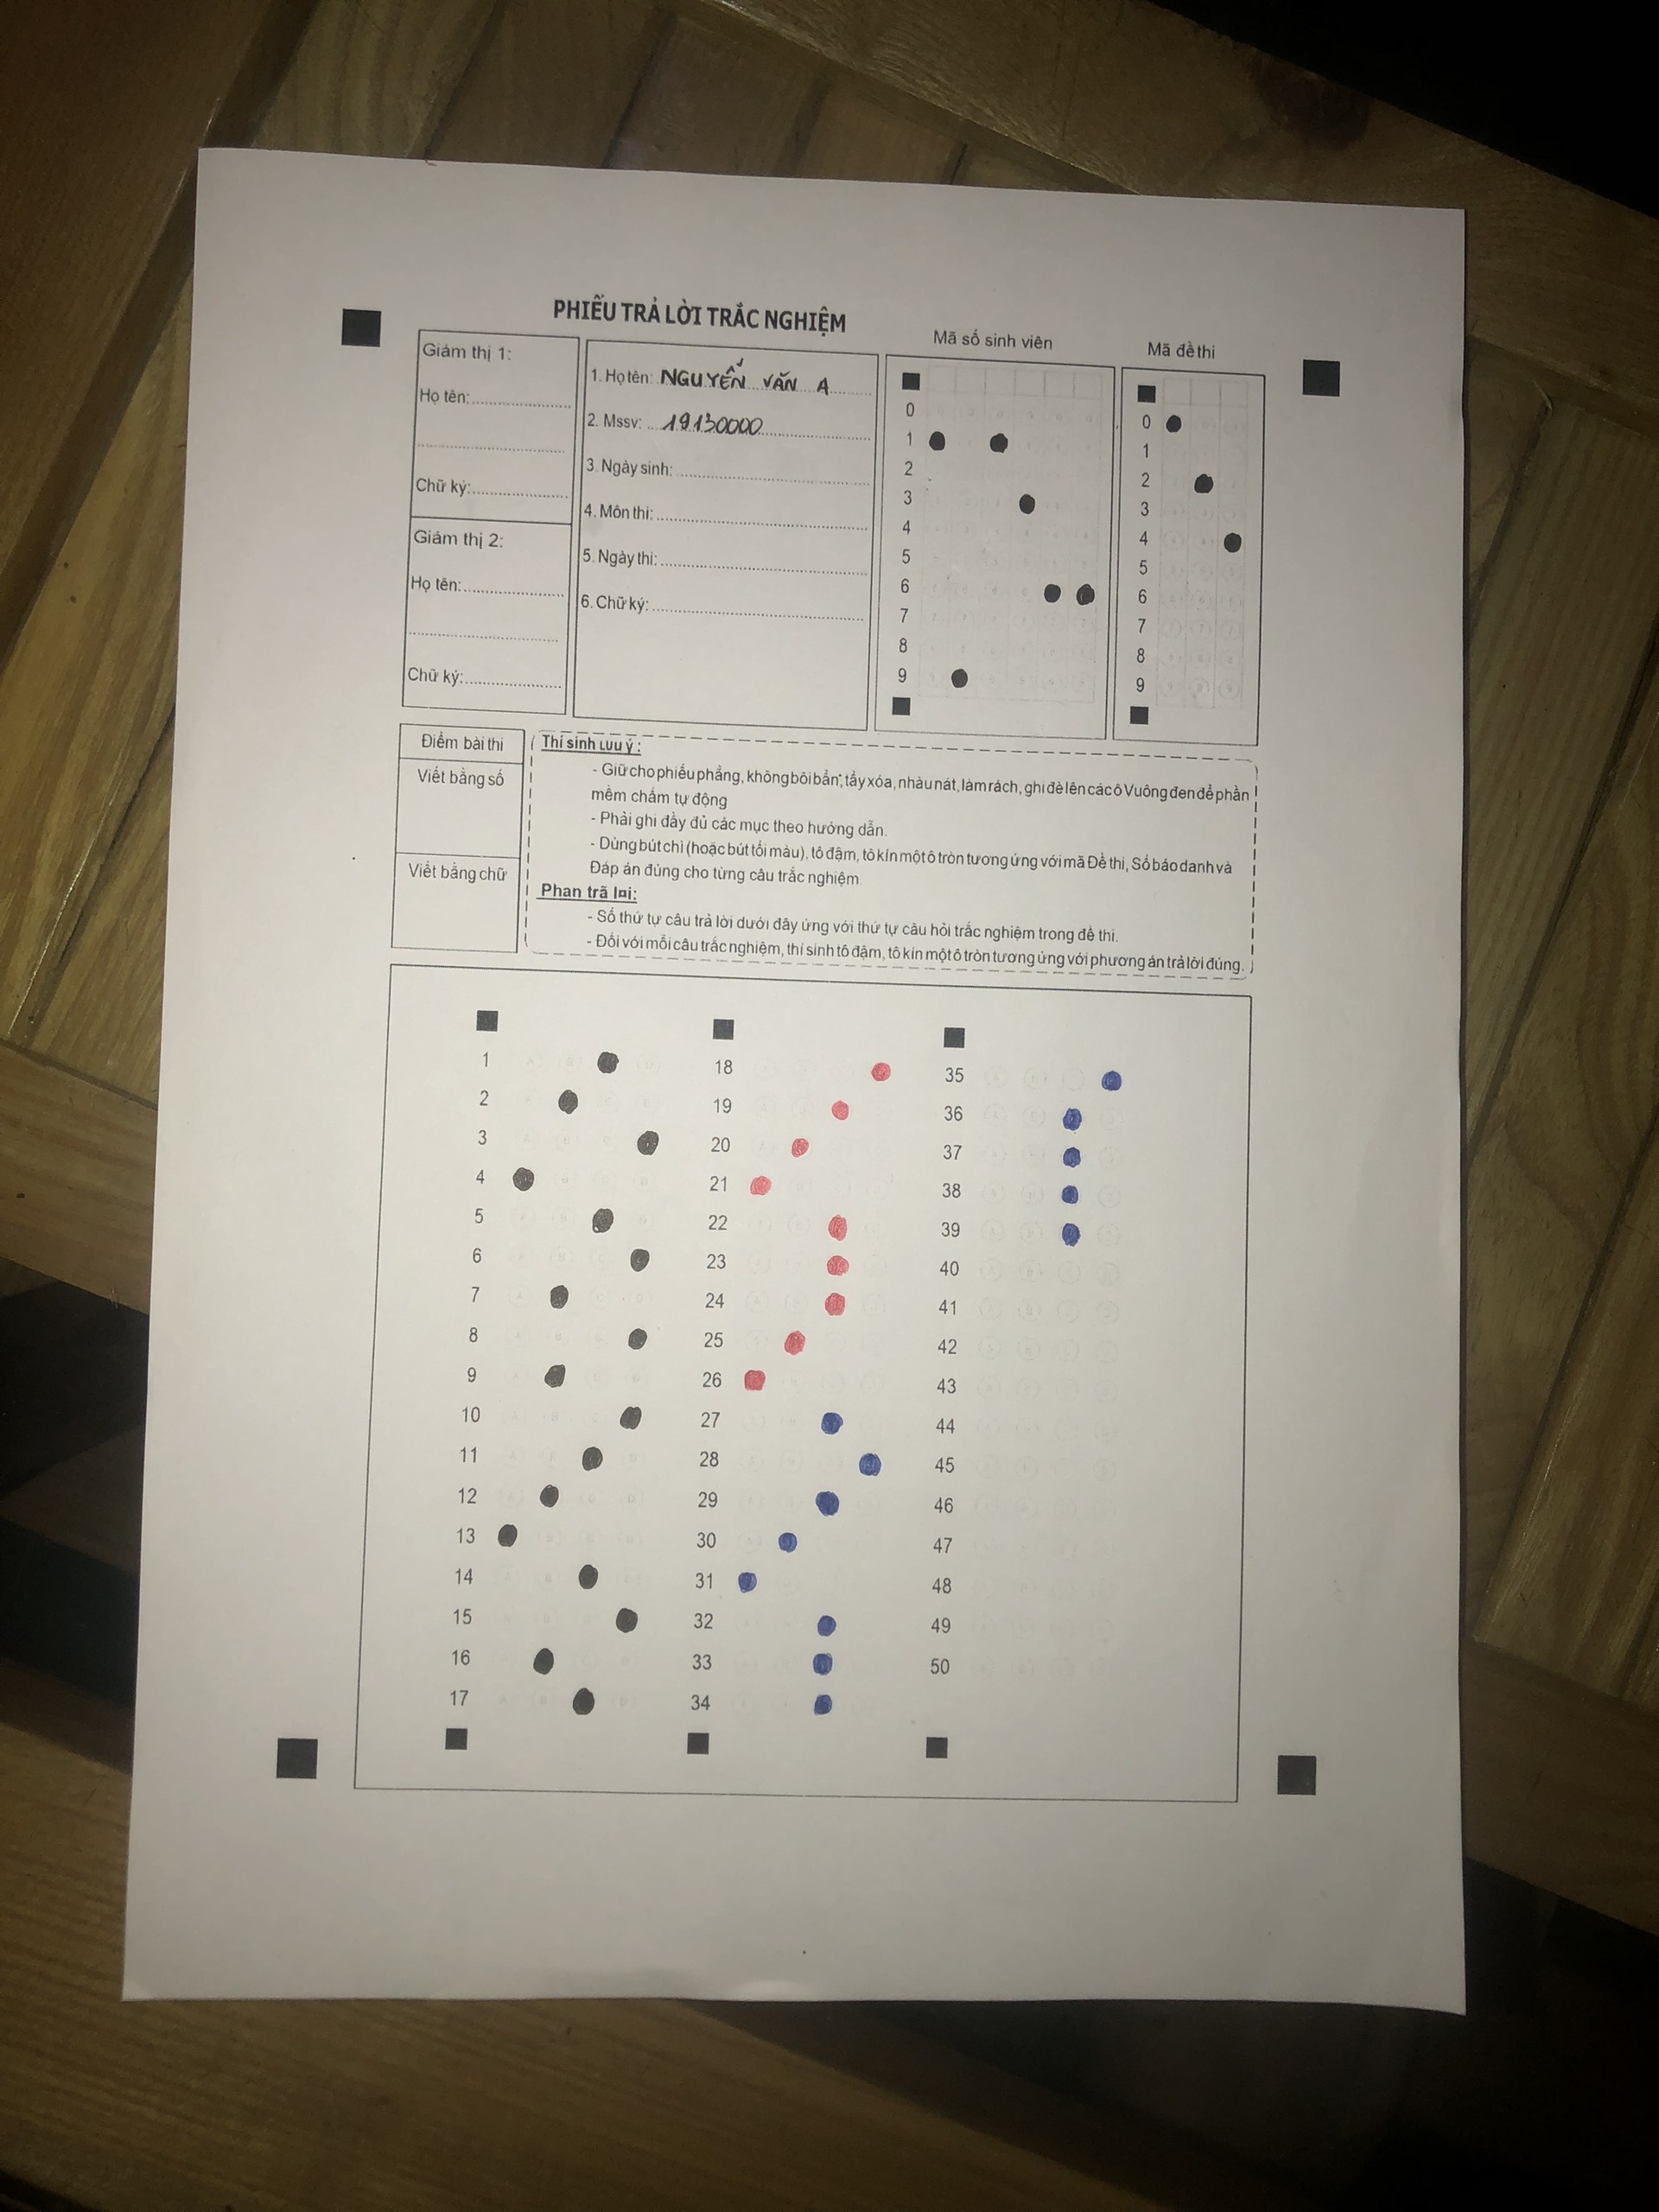 PHIẾU TRẢ LỜI TRẮC NGHIỆM
Giám thị 1:
Họ tên:
Chữ ký:
Giám thị 2:
Họ tên:
Chữ ký:
1. Họ tên: NGUYỄN VĂN A
2. Mssv: 19130000
3. Ngày sinh:
4. Môn thi:
5. Ngày thi:
6. Chữ ký:
Mã số sinh viên
0
1
2
3
4
5
6
7
8
9
Mã đề thi
0
1
2
3
4
5
6
7
8
9
Điểm bài thi
Viết bằng số
Viết bằng chữ
Thí sinh Lưu ý:
- Giữ cho phiếu phẳng, không bôi bẩn, tẩy xóa, nhàu nát, làm rách, ghi đè lên các ô Vuông đen để phần
mềm chấm tự động
- Phải ghi đầy đủ các mục theo hướng dẫn.
- Dùng bút chì (hoặc bút tối màu), tô đậm, tô kín một ô tròn tương ứng với mã Đề thi, Số báo danh và
Đáp án đúng cho từng câu trắc nghiệm.
- Số thứ tự câu trả lời dưới đây ứng với thứ tự câu hỏi trắc nghiệm trong đề thi.
- Đối với mỗi câu trắc nghiệm, thí sinh tô đậm, tô kín một ô tròn tương ứng với phương án trả lời đúng.
1
2
3
4
5
6
7
8
9
10
11
12
13
14
15
16
17
18
19
20
21
22
23
24
25
26
27
28
29
30
31
32
33
34
35
36
37
38
39
40
41
42
43
44
45
46
47
48
49
50